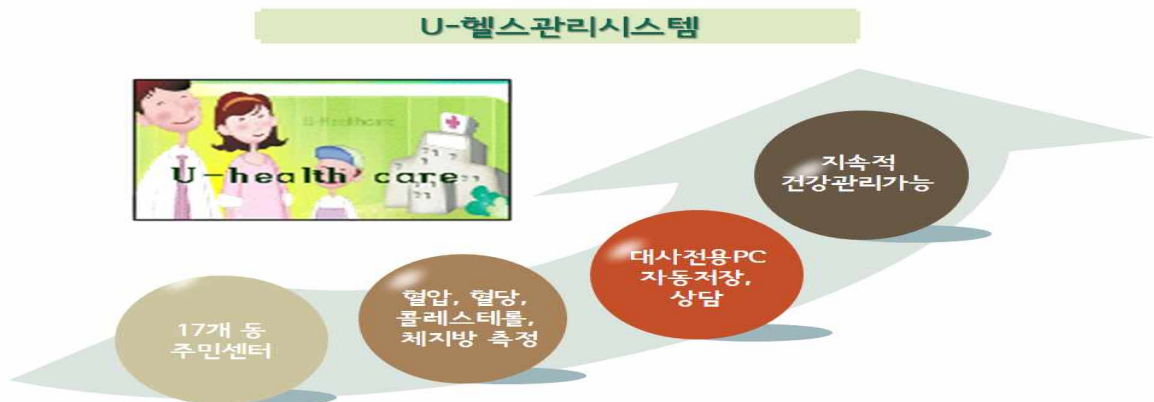 U-헬스관리시스템
U-Healthcare
U-health care
지속적
건강관리가능
대사전용PC
자동저장,
상담
혈압, 혈당,
콜레스테롤,
체지방 측정
17개 동
주민센터